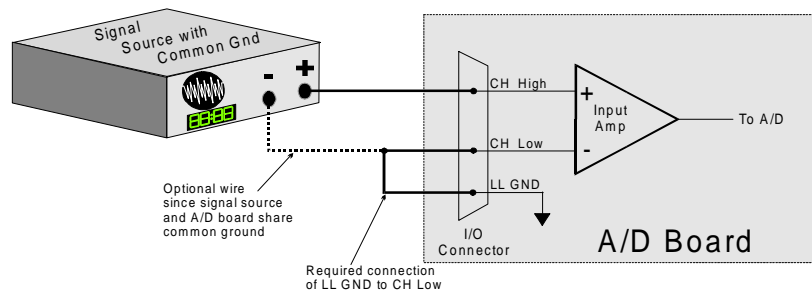 Signal
Source with
Common Gnd
-
+
CH High
+
Input
Amp
To A/D
CH Low
-
LL GND
Optional wire
since signal source
and A/D board share
common ground
I/O
Connector
A/D Board
Required connection
of LL GND to CH Low